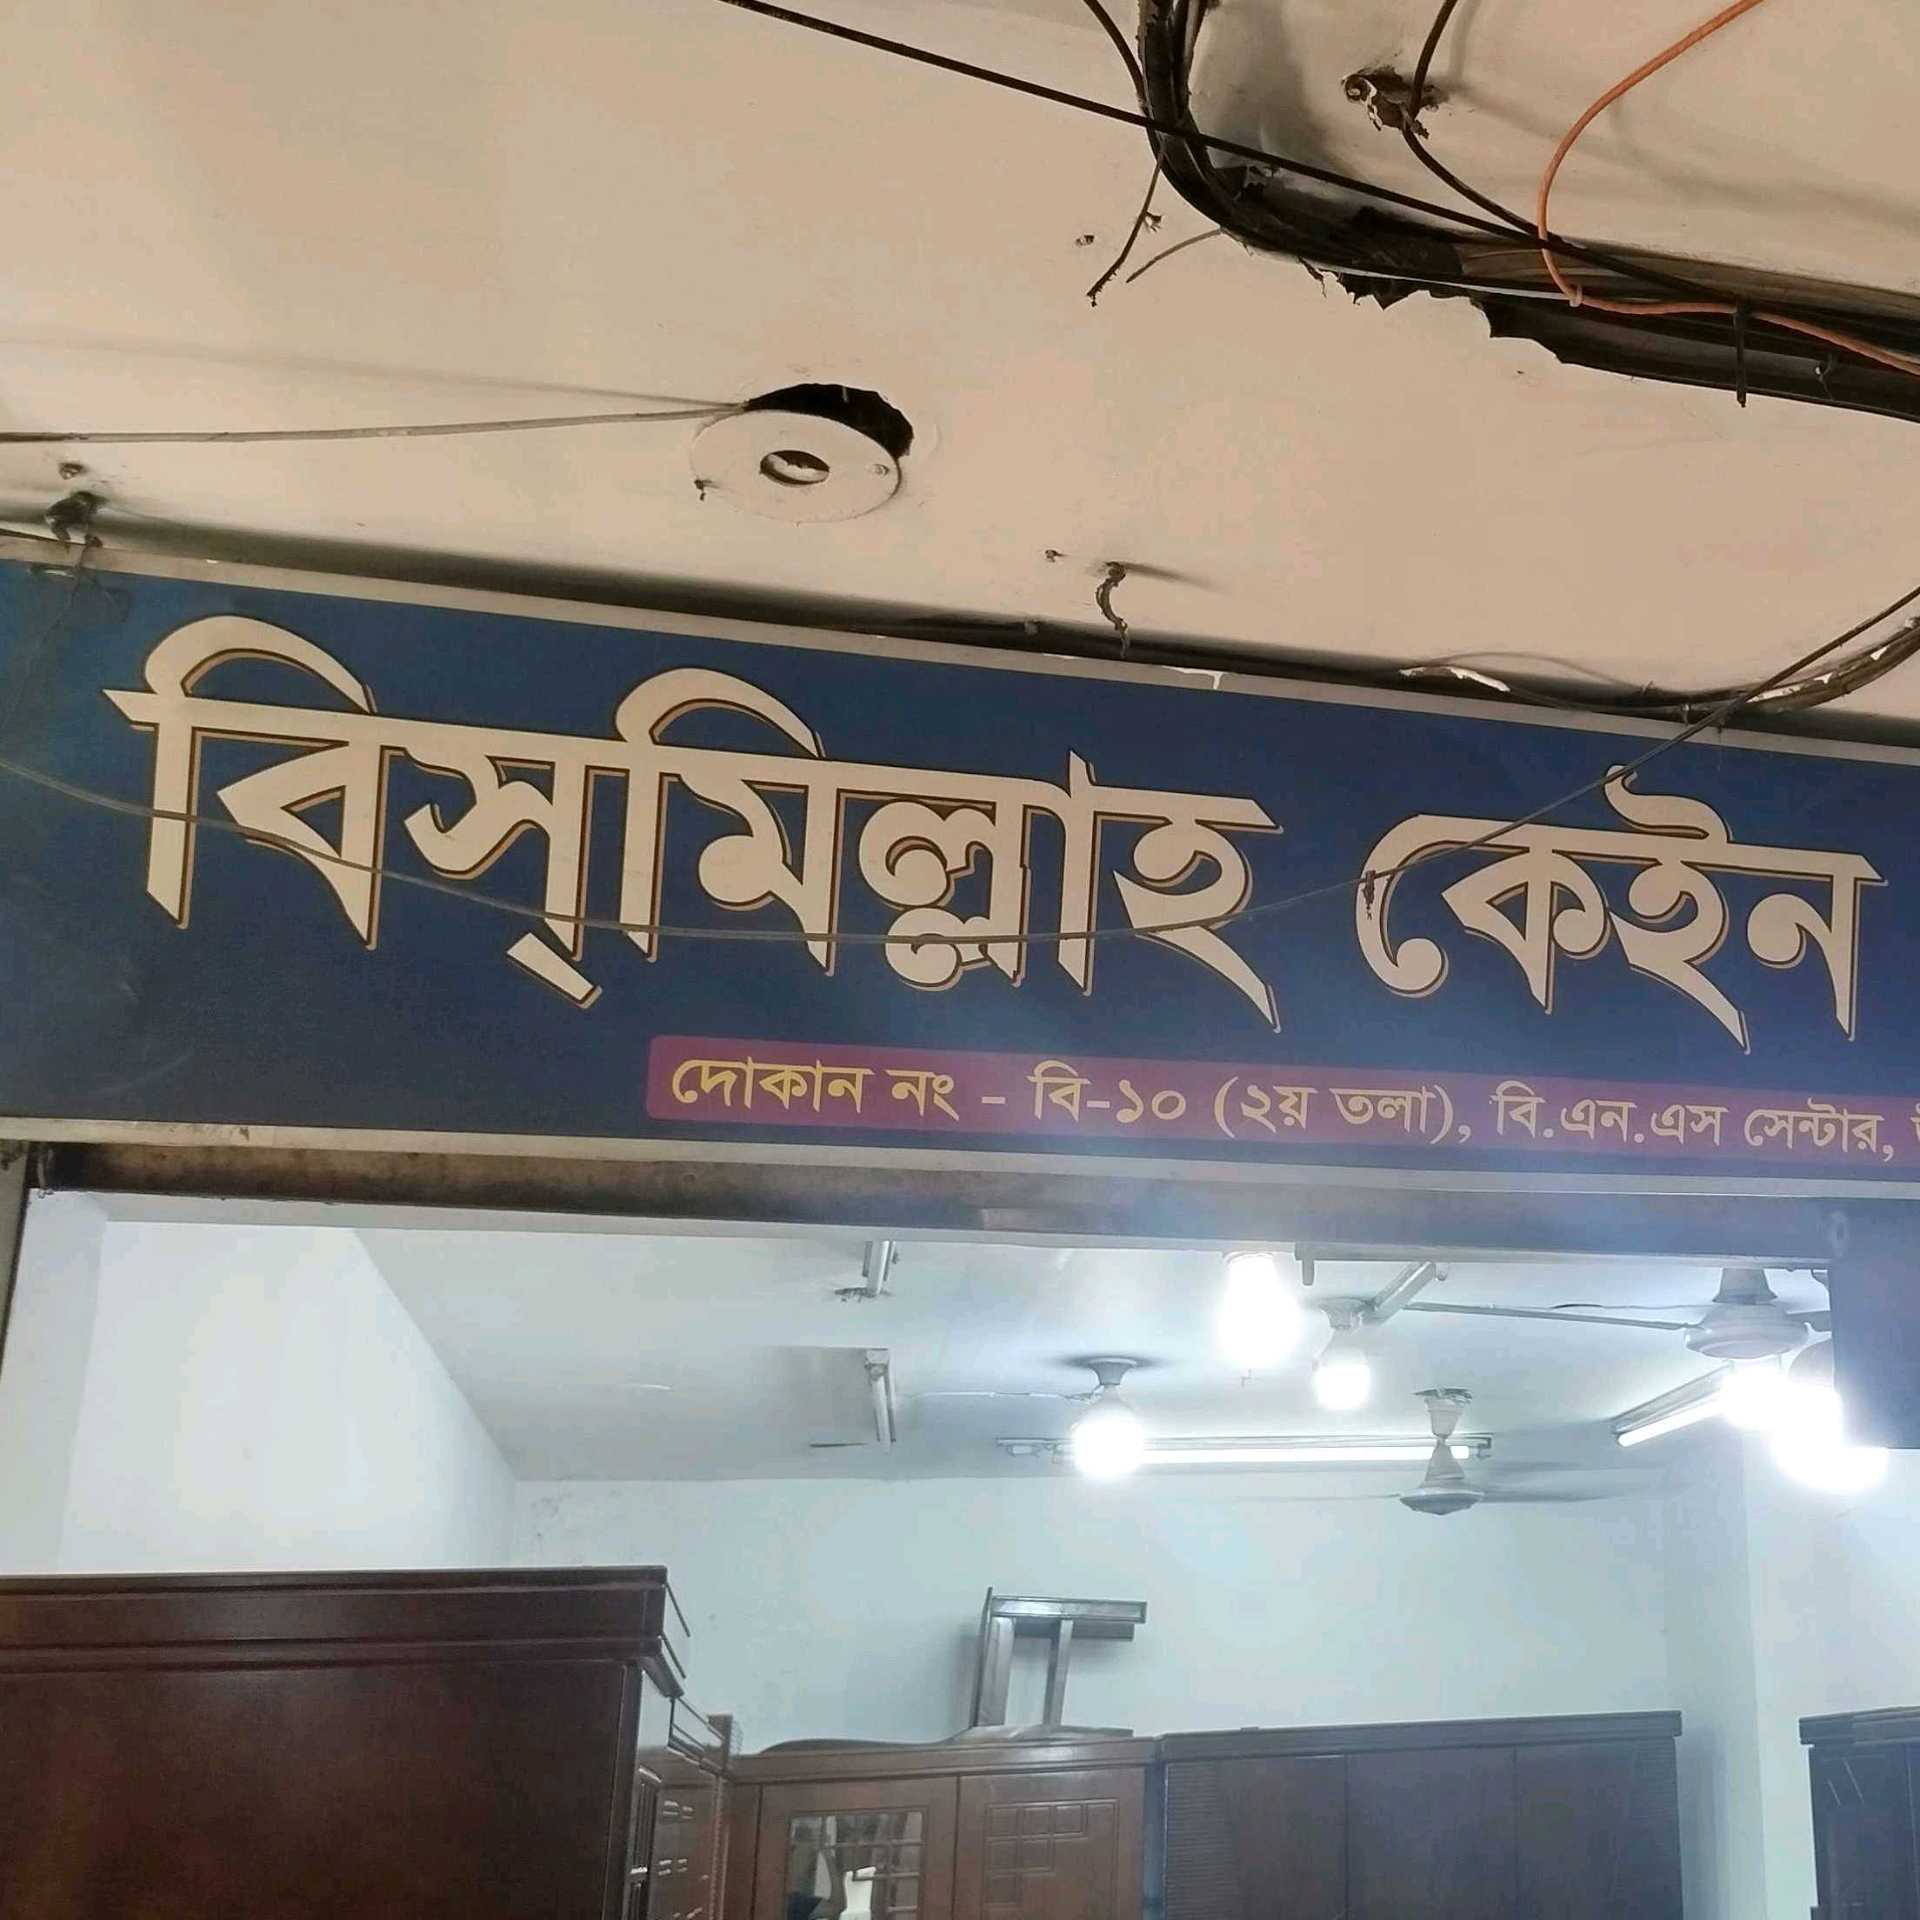 বিস্‌মিল্লাহ কেইন
দোকান নং - বি-১০ (২য় তলা), বি.এন.এস সেন্টার,